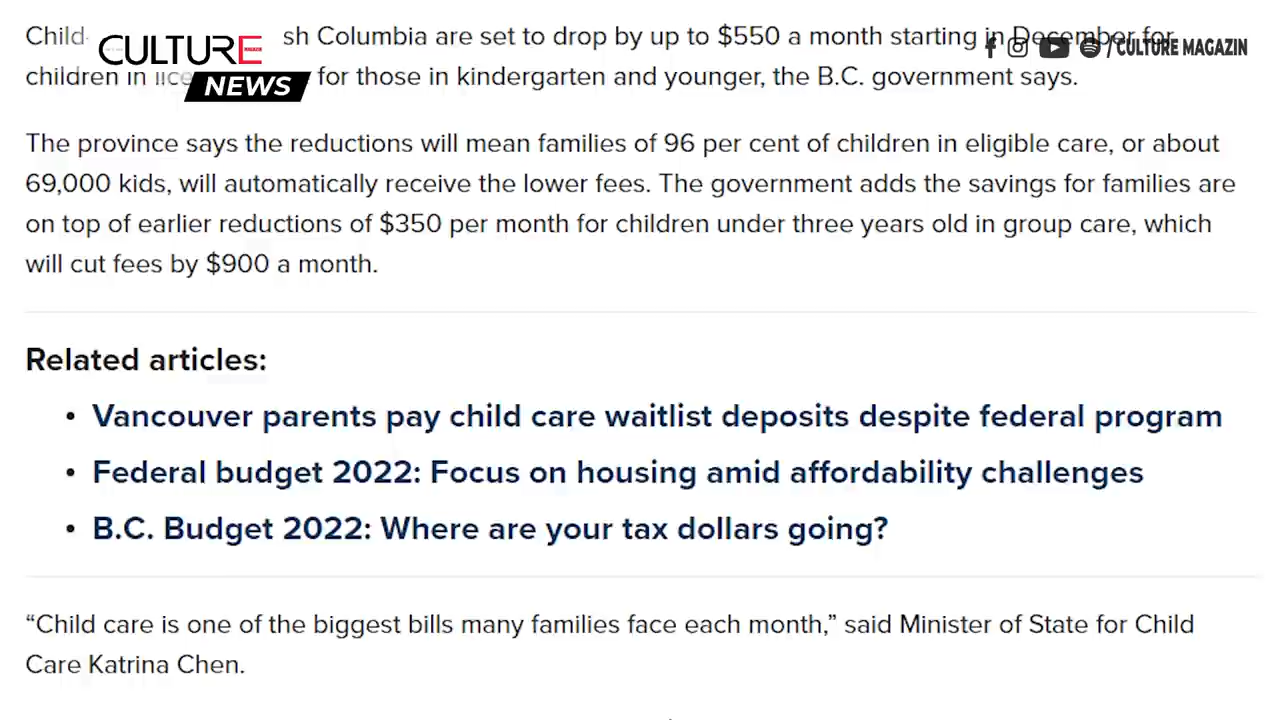 Child
CULTURE
NEWS
sh Columbia are set to drop by up to $550 a month starting in December for
/ CULTURE MAGAZIN
children in lice for those in kindergarten and younger, the B.C. government says.
The province says the reductions will mean families of 96 per cent of children in eligible care, or about
69,000 kids, will automatically receive the lower fees. The government adds the savings for families are
on top of earlier reductions of $350 per month for children under three years old in group care, which
will cut fees by $900 a month.
Related articles:
• Vancouver parents pay child care waitlist deposits despite federal program
• Federal budget 2022: Focus on housing amid affordability challenges
• B.C. Budget 2022: Where are your tax dollars going?
“Child care is one of the biggest bills many families face each month,” said Minister of State for Child
Care Katrina Chen.